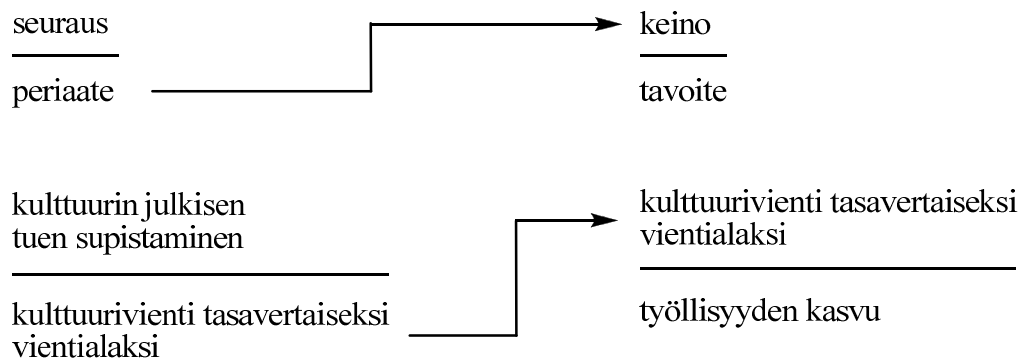 seuraus
periaate
keino
tavoite
kulttuurin julkisen
tuen supistaminen
kulttuurivienti tasavertaiseksi
vientialaksi
kulttuurivienti tasavertaiseksi
vientialaksi
työllisyyden kasvu